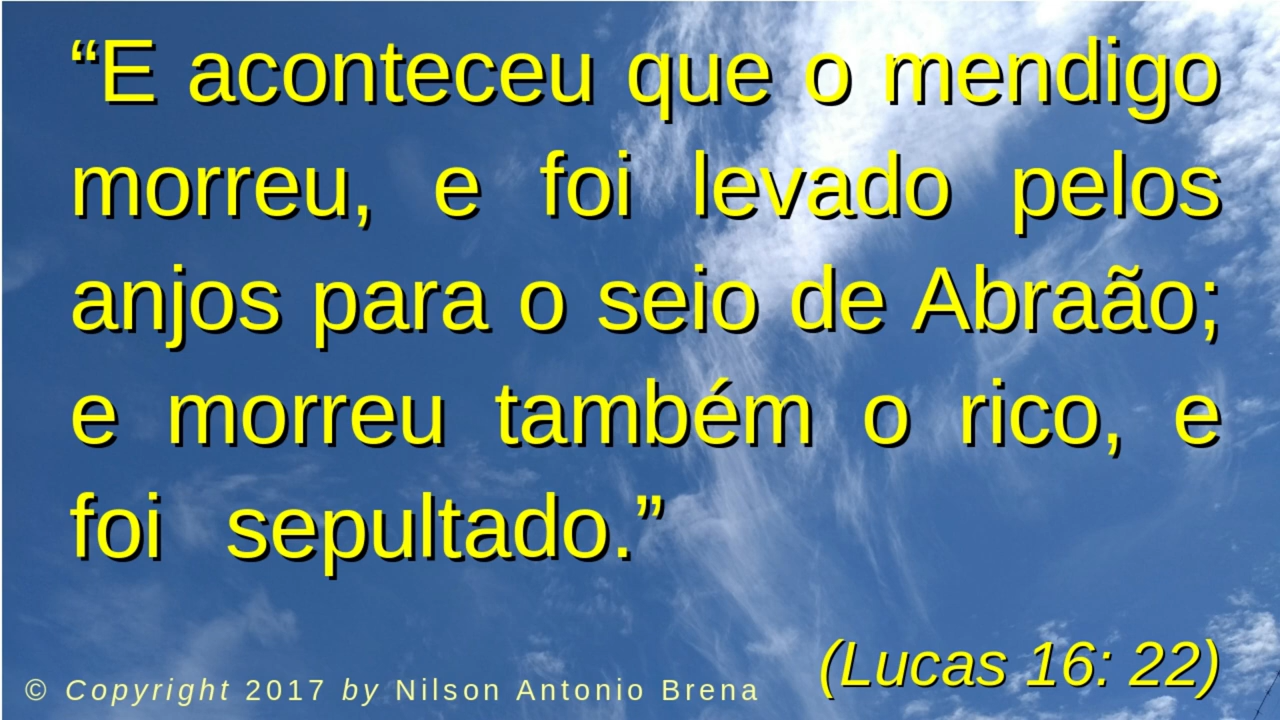 “E aconteceu que o mendigo
morreu, e foi levado pelos
anjos para o seio de Abraão;
e morreu também o rico, e
foi sepultado.”
(Lucas 16: 22)
© Copyright 2017 by Nilson Antonio Brena